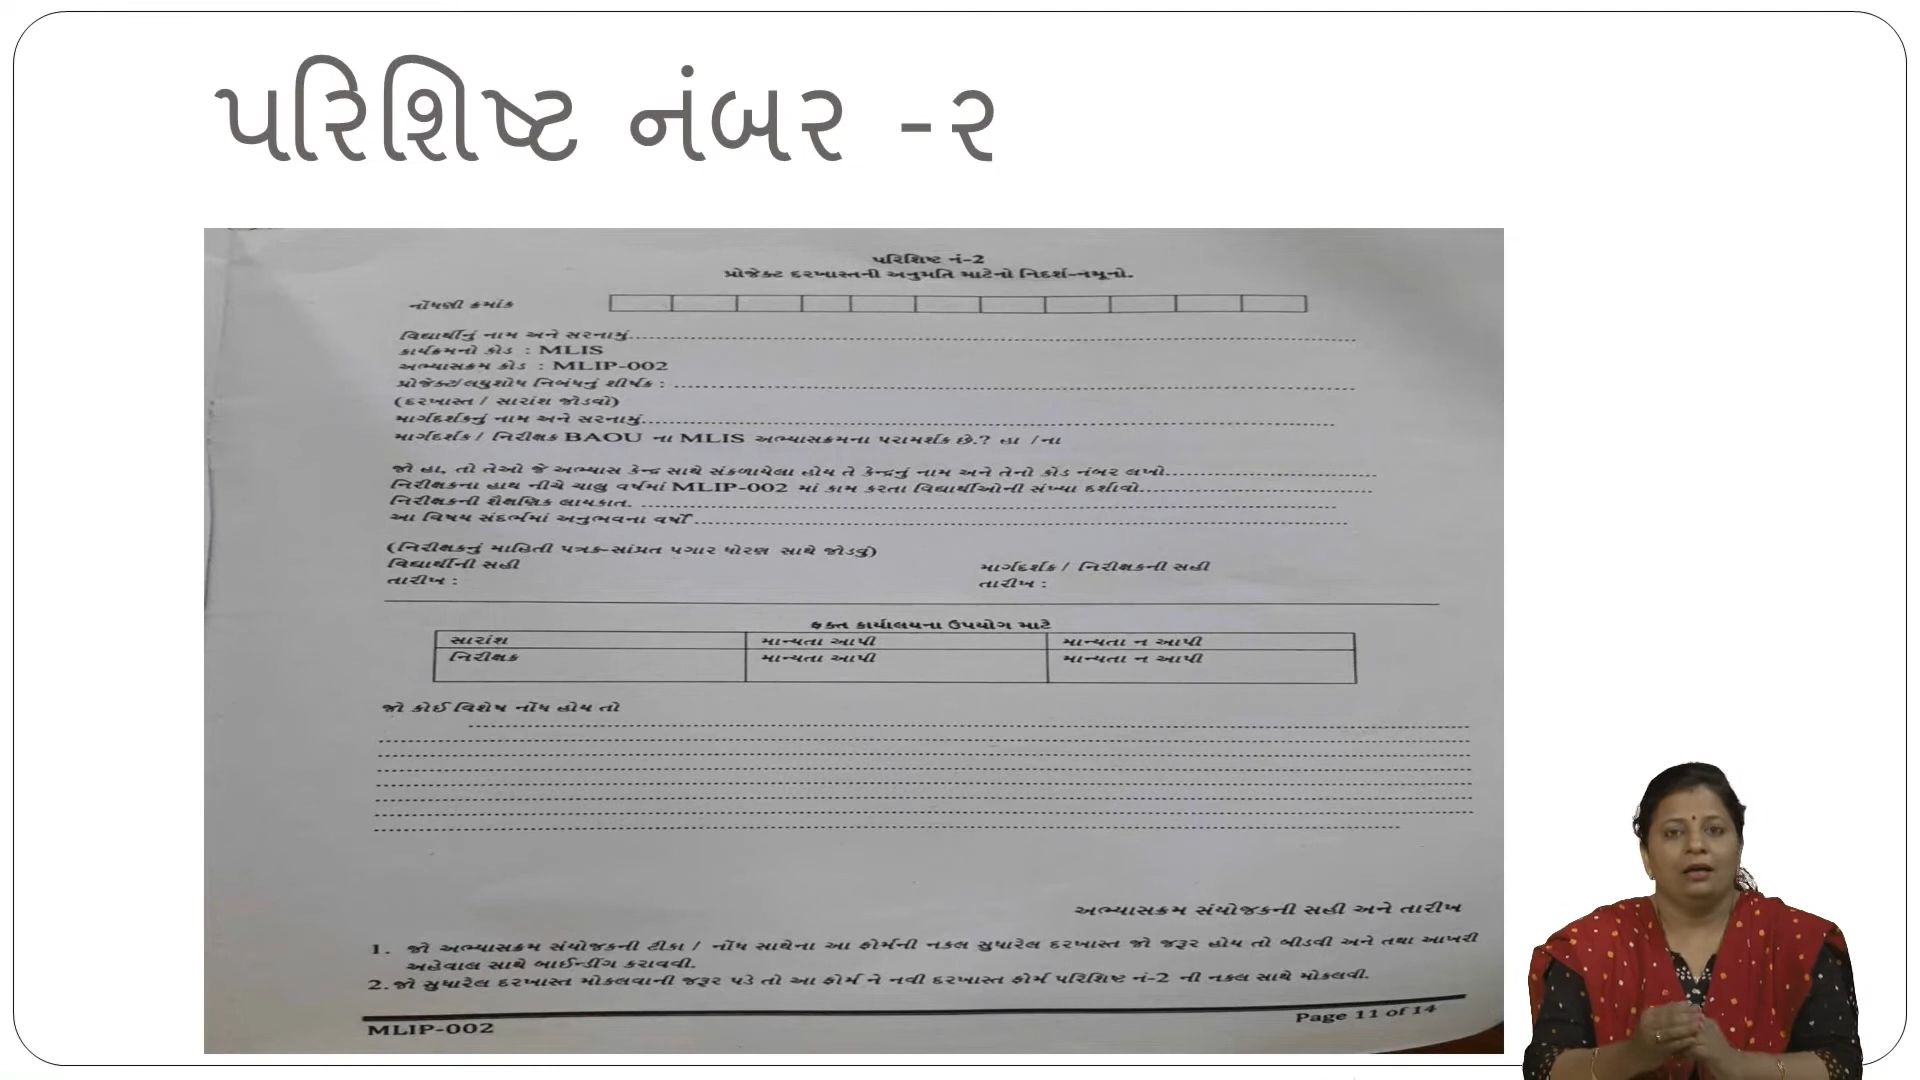 પરિશિષ્ટ નંબર -૨
પરિશિષ્ટ નં-2
પ્રોજેક્ટ દરખાસ્તની અનુમતિ માટેનો નિદર્શ-નમૂનો.
નોંધણી ક્રમાંક
વિદ્યાર્થીનું નામ અને સરનામું
કાર્યક્રમનો કોડ : MLIS
અભ્યાસક્રમ કોડ : MLIP-002
પ્રોજેક્ટ/લઘુશોધ નિબંધનું શીર્ષક :
(દરખાસ્ત / સારાંશ જોડવો)
માર્ગદર્શકનું નામ અને સરનામું
માર્ગદર્શક / નિરીક્ષક BAOU ના MLIS અભ્યાસક્રમના પરામર્શક છે.? હા /ના
જો હા, તો તેઓ જે અભ્યાસ કેન્દ્ર સાથે સંકળાયેલા હોય તે કેન્દ્રનું નામ અને તેનો કોડ નંબર લખો
નિરીક્ષકના હાથ નીચે ચાલુ વર્ષમાં MLIP-002 માં કામ કરતા વિદ્યાર્થીઓની સંખ્યા દર્શાવો
નિરીક્ષકની શૈક્ષણિક લાયકાત.
આ વિષય સંદર્ભમાં અનુભવના વર્ષો
(નિરીક્ષકનું માહિતી પત્રક-સાંપ્રત પગાર ધોરણ સાથે જોડવું)
વિદ્યાર્થીની સહી માર્ગદર્શક / નિરીક્ષકની સહી
તારીખ : તારીખ :
ફક્ત કાર્યાલયના ઉપયોગ માટે
સારાંશ માન્યતા આપી માન્યતા ન આપી
નિરીક્ષક માન્યતા આપી માન્યતા ન આપી
જો કોઈ વિશેષ નોંધ હોય તો
અભ્યાસક્રમ સંયોજકની સહી અને તારીખ
1. જો અભ્યાસક્રમ સંયોજકની ટીકા / નોંધ સાથેના આ ફોર્મની નકલ સુધારેલ દરખાસ્ત જો જરૂર હોય તો બીડવી અને તથા આખરી
અહેવાલ સાથે બાઈન્ડીંગ કરાવવી.
2. જો સુધારેલ દરખાસ્ત મોકલવાની જરૂર પડે તો આ ફોર્મ ને નવી દરખાસ્ત ફોર્મ પરિશિષ્ટ નં-2 ની નકલ સાથે મોકલવી.
MLIP-002 Page 11 of 14